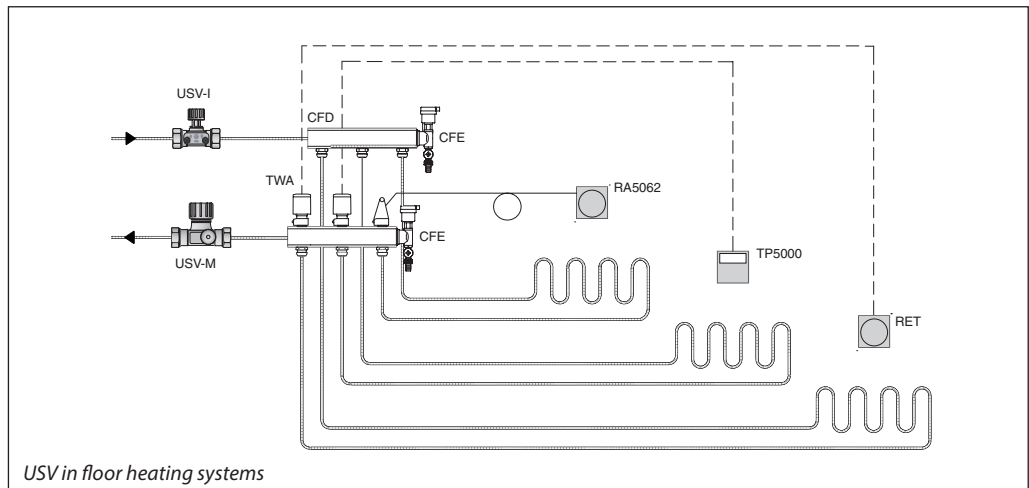 USV-I
CFD
CFE
TWA
RA5062
CFE
USV-M
TP5000
RET
USV in floor heating systems